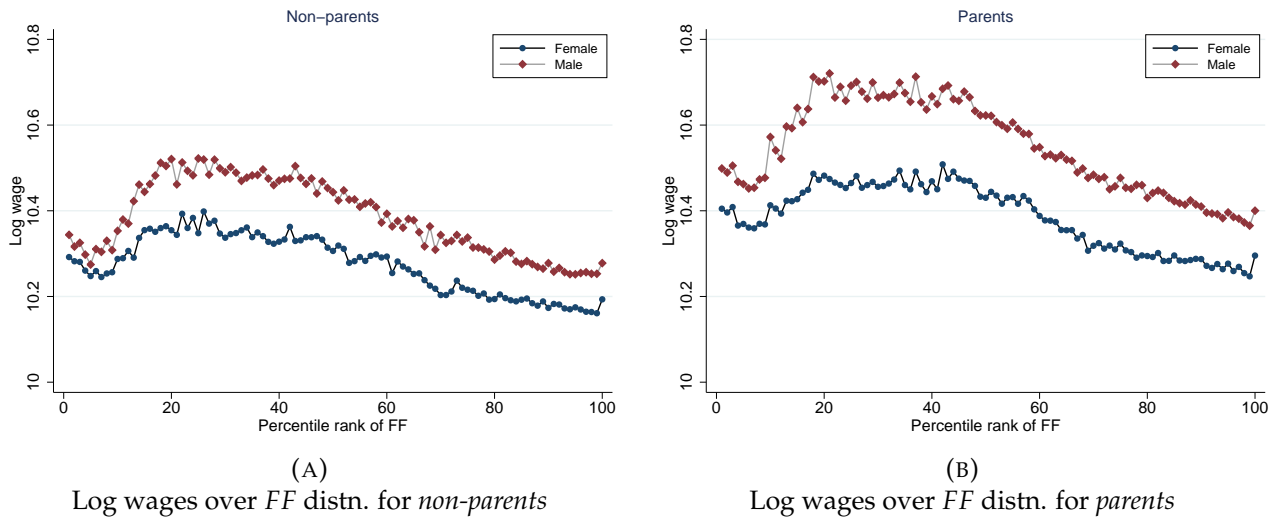 Non-parents
10.8
10.6
10.4
10.2
10
Log wage
Female
Male
0 20 40 60 80 100
Percentile rank of FF
(A)
Log wages over FF distn. for non-parents
Parents
10.8
10.6
10.4
10.2
10
Log wage
Female
Male
0 20 40 60 80 100
Percentile rank of FF
(B)
Log wages over FF distn. for parents